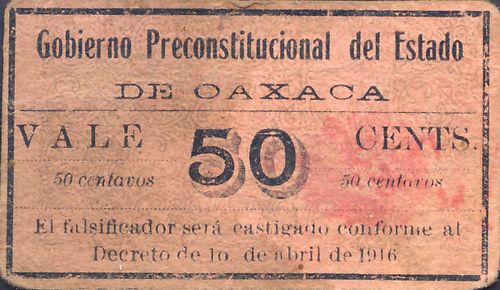 Gobierno Preconstitucional del Estado
DE OAXACA
VALE 50 CENTS.
50 centavos 50 centavos
El falsificador será castigado conforme al
Decreto de 1o. de abril de 1916